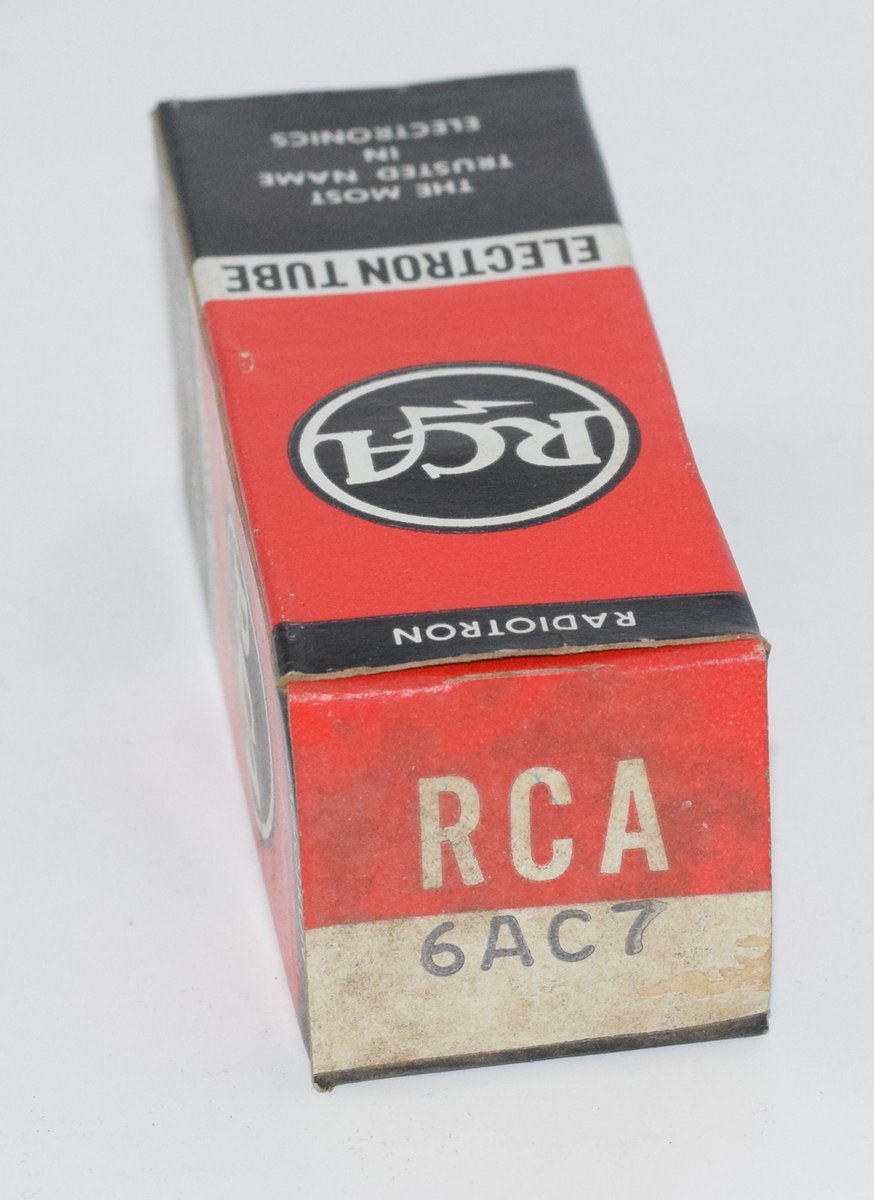 THE MOST
TRUSTED NAME
IN
ELECTRONICS
ELECTRON TUBE
RCA
RADIOTRON
RCA
6AC7